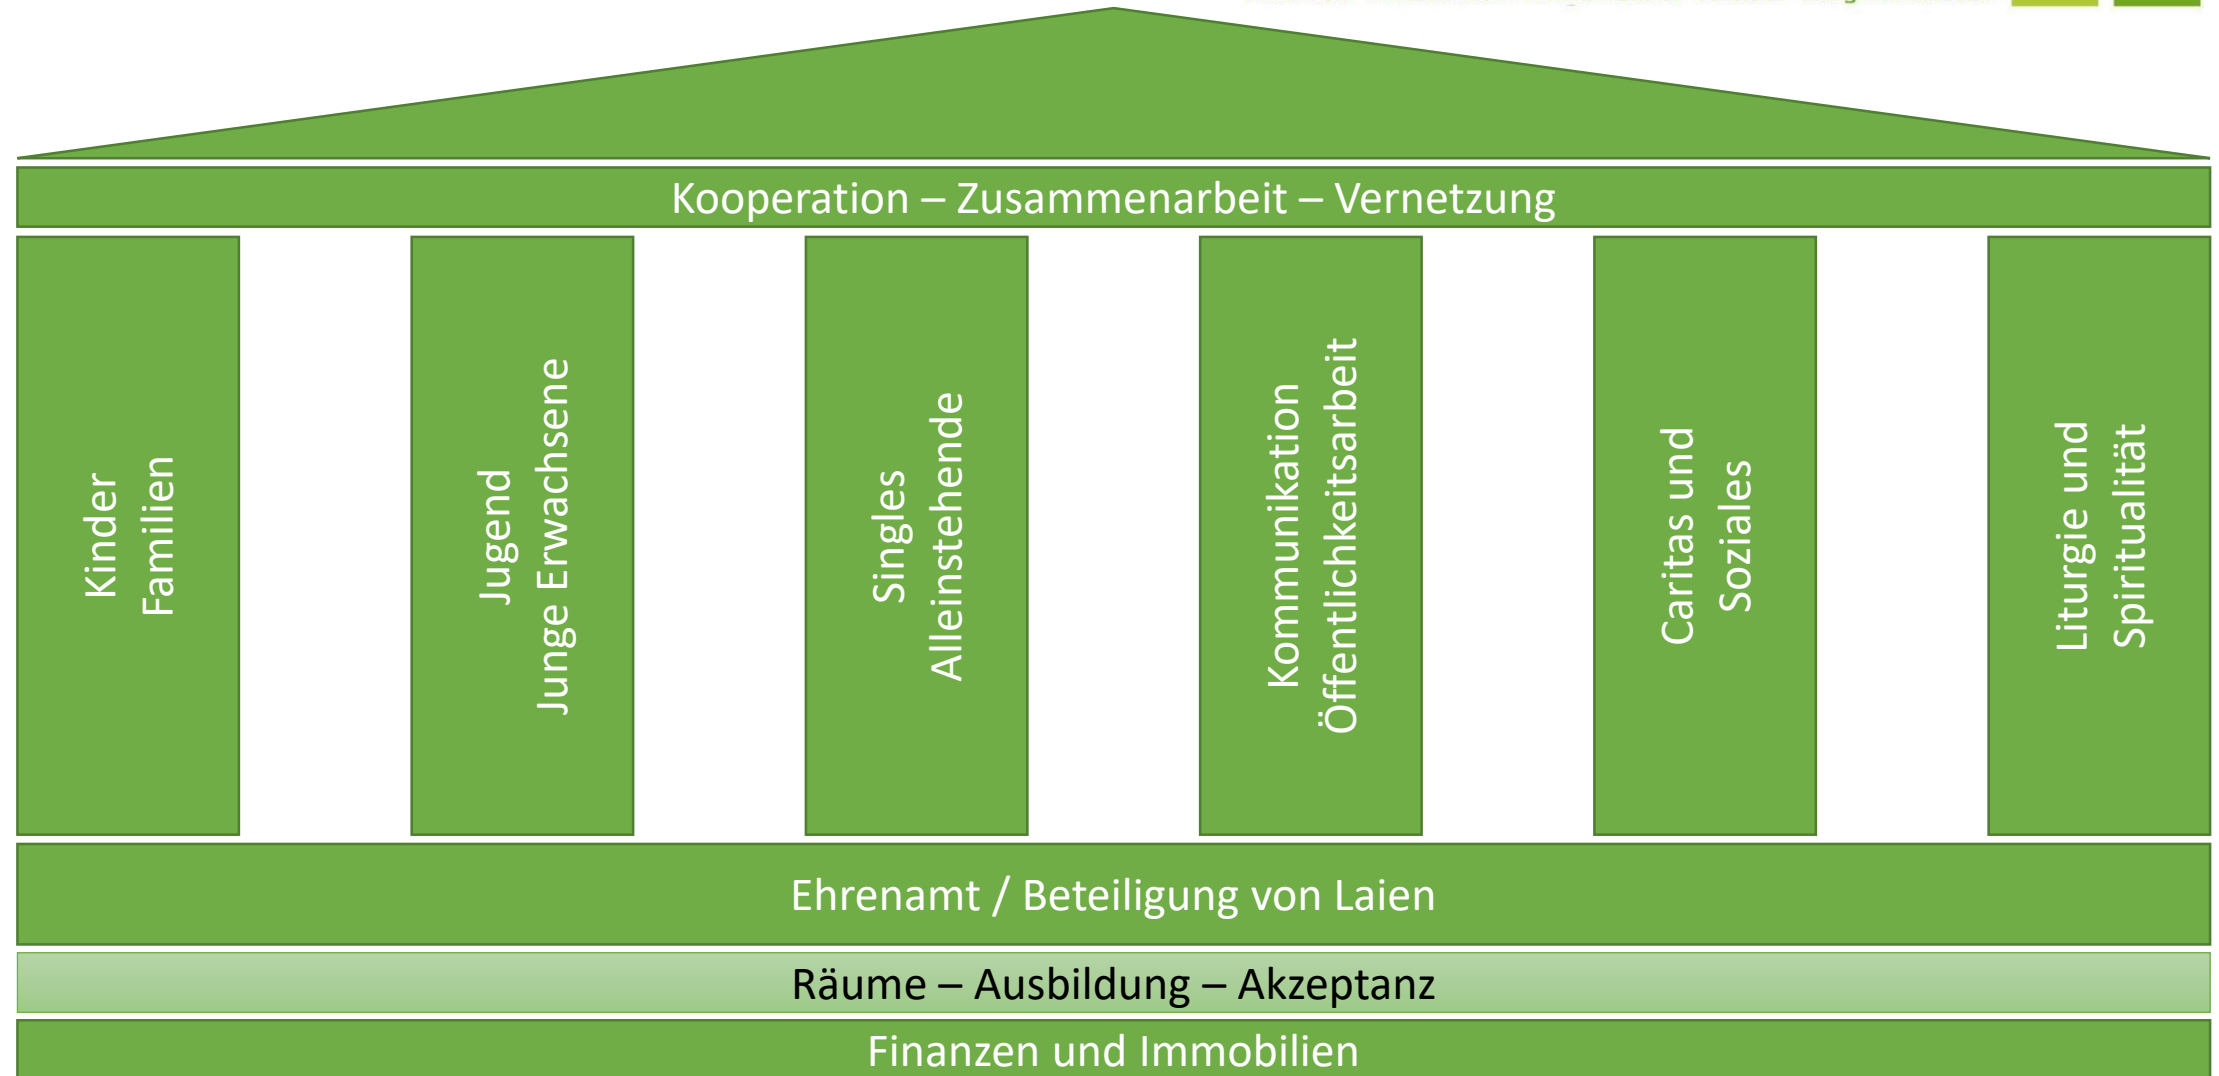 Kooperation – Zusammenarbeit – Vernetzung
Kinder
Familien
Jugend
Junge Erwachsene
Singles
Alleinstehende
Kommunikation
Öffentlichkeitsarbeit
Caritas und
Soziales
Liturgie und
Spiritualität
Ehrenamt / Beteiligung von Laien
Räume – Ausbildung – Akzeptanz
Finanzen und Immobilien